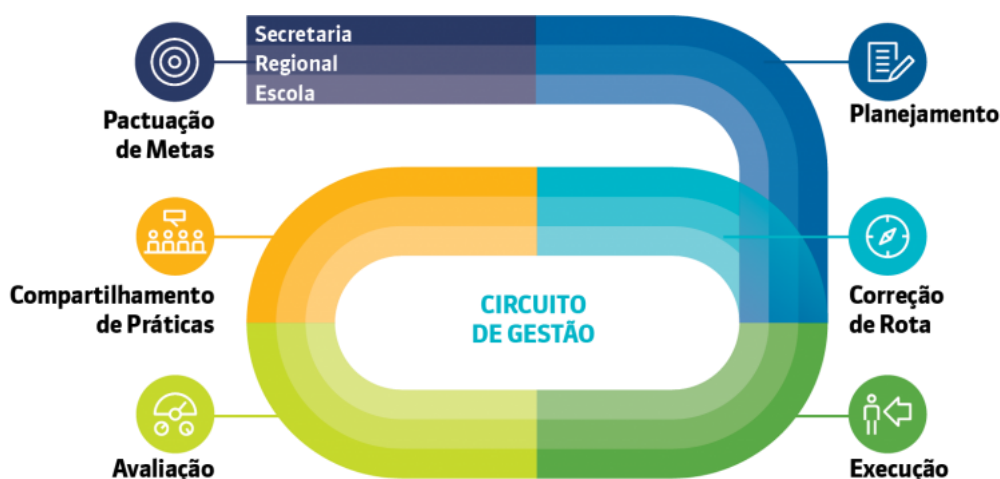 Secretaria
Regional
Escola
Pactuação
de Metas
Planejamento
Compartilhamento
de Práticas
CIRCUITO
DE GESTÃO
Correção
de Rota
Avaliação
Execução